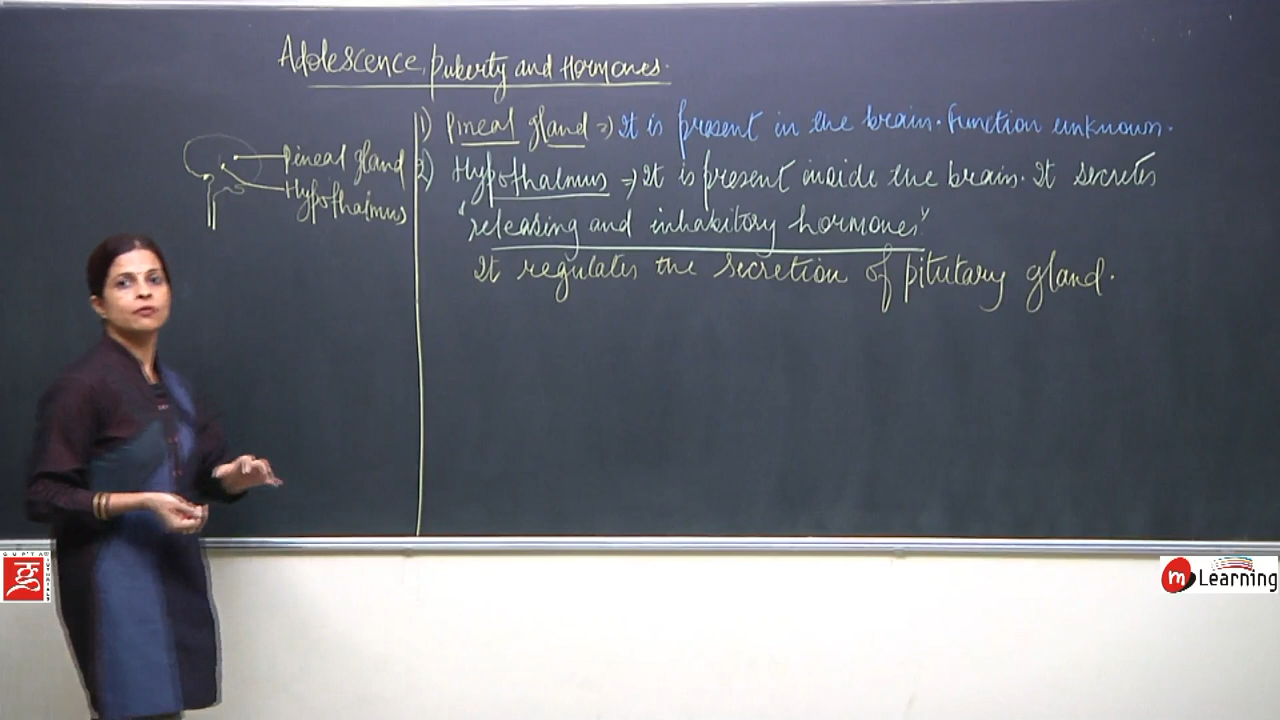 Adolescence, puberty and Hormones.
1) Pineal gland ⇒ It is present in the brain. Function unknown.
Pineal gland
2) Hypothalmus ⇒ It is present inside the brain. It secretes
Hypothalmus
"releasing and inhabitory hormones"
It regulates the secretion of pitutary gland.
GUPTA
m Learning